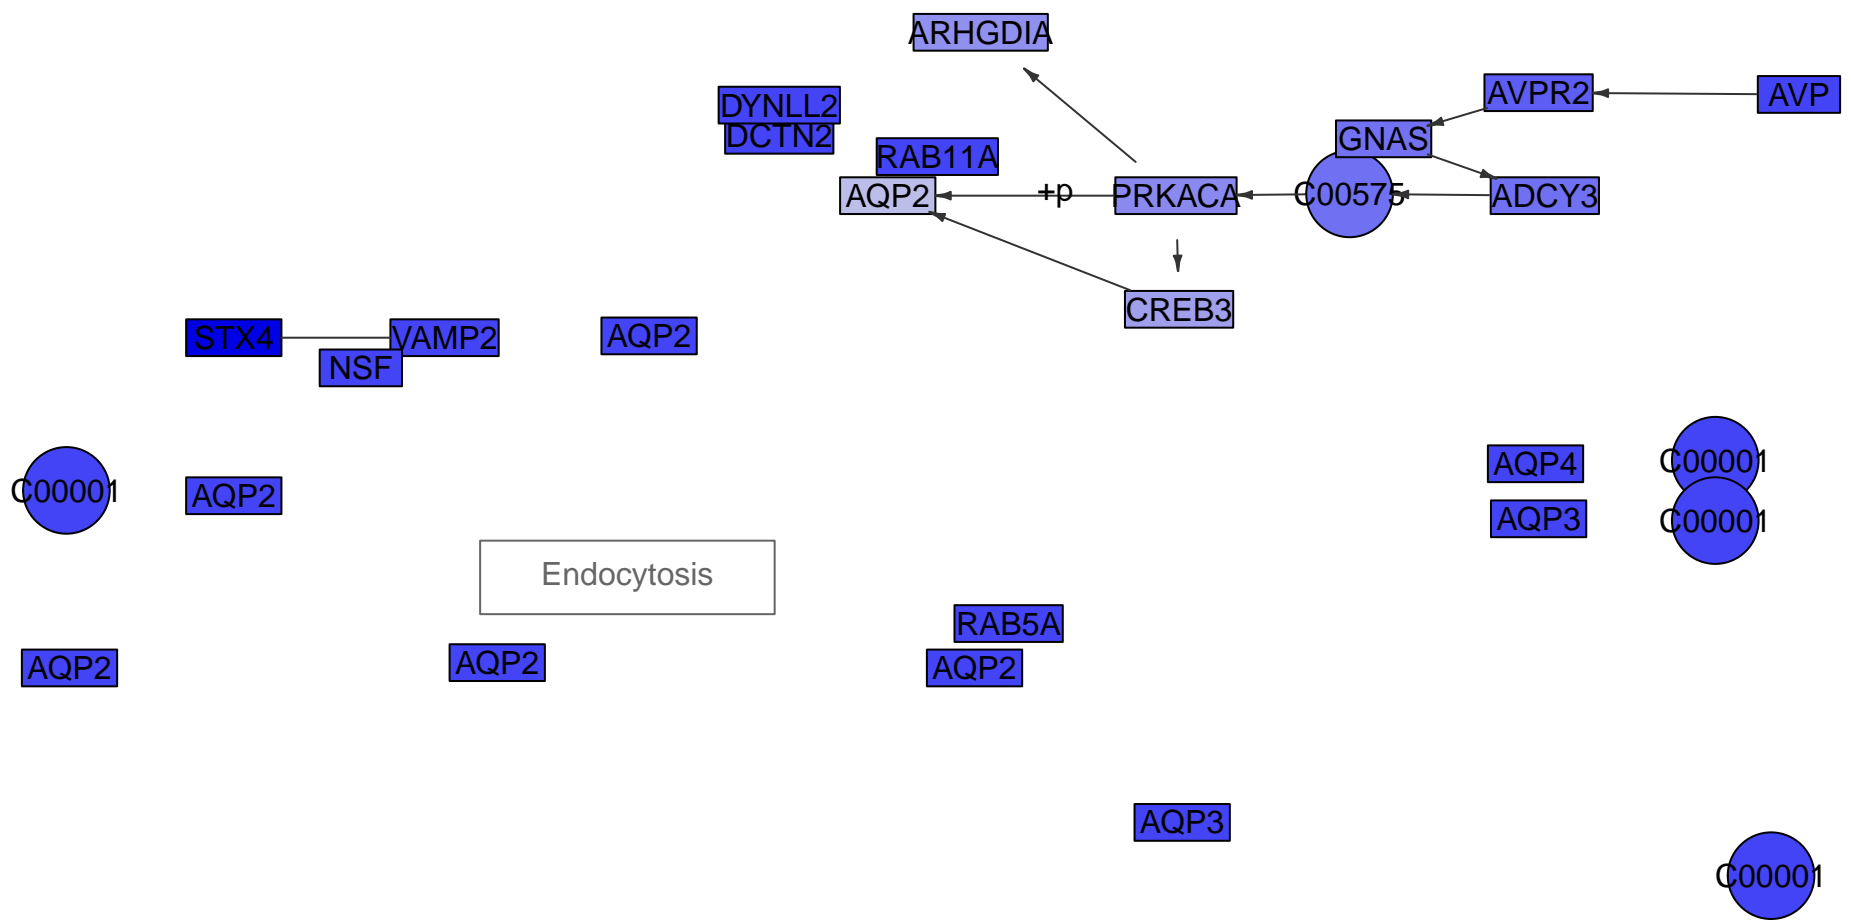 ARHGDIA
DYNLL2
AVPR2
AVP
DCTN2
GNAS
RAB11A
AQP2
+p
PRKACA
C00575
ADCY3
CREB3
STX4
VAMP2
AQP2
NSF
C00001
AQP2
AQP4
C00001
AQP3
C00001
Endocytosis
RAB5A
AQP2
AQP2
AQP2
AQP3
C00001